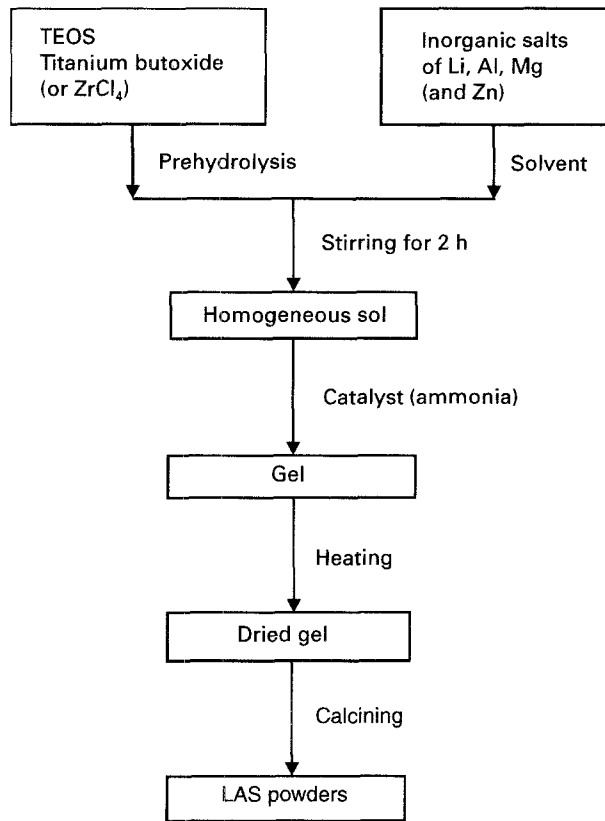 TEOS
Titanium butoxide
(or ZrCl₄)
Inorganic salts
of Li, Al, Mg
(and Zn)
Prehydrolysis
Solvent
Stirring for 2 h
Homogeneous sol
Catalyst (ammonia)
Gel
Heating
Dried gel
Calcining
LAS powders